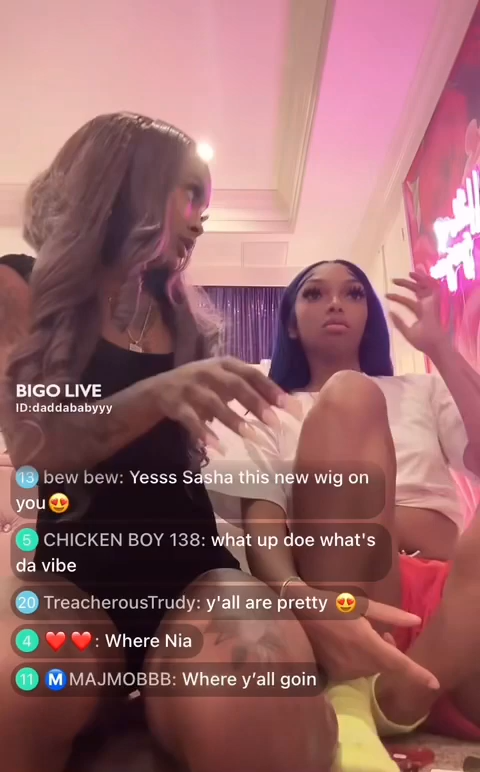 BIGO LIVE
ID:daddababyyy
13 bew bew: Yesss Sasha this new wig on
you😍
5 CHICKEN BOY 138: what up doe what's
da vibe
20 TreacherousTrudy: y'all are pretty 😍
4 ❤️❤️: Where Nia
11 M MAJMOBBB: Where y'all goin